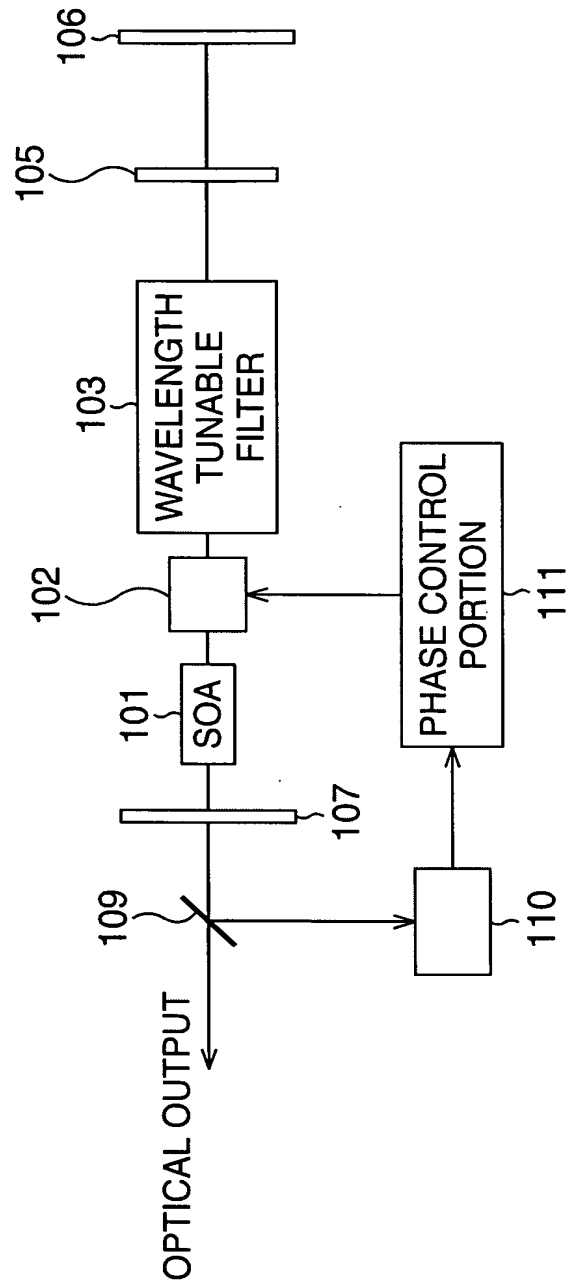 106
105
103
WAVELENGTH
TUNABLE
FILTER
102
101
SOA
107
109
OPTICAL OUTPUT
PHASE CONTROL
PORTION
111
110